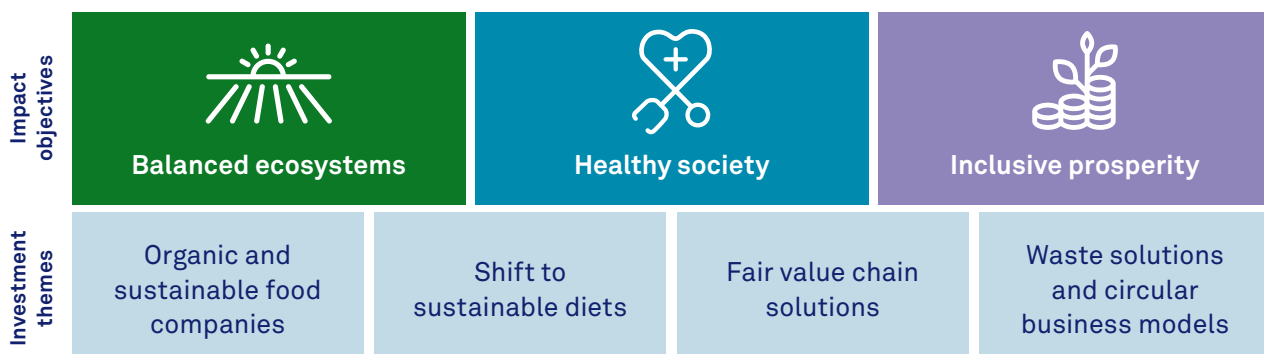 Impact
objectives
Balanced ecosystems
Healthy society
Inclusive prosperity
Investment
themes
Organic and
sustainable food
companies
Shift to
sustainable diets
Fair value chain
solutions
Waste solutions
and circular
business models